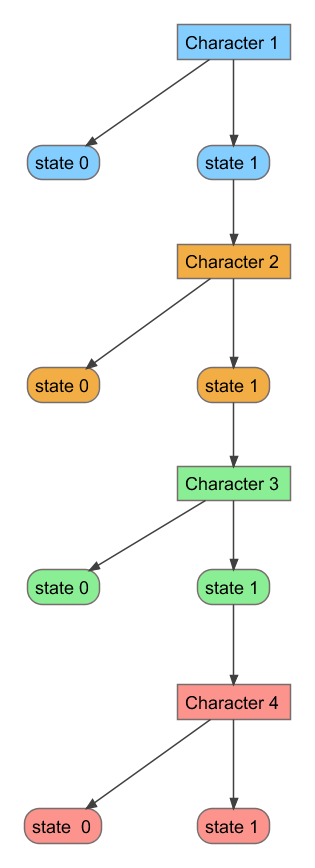 Character 1
state 0
state 1
Character 2
state 0
state 1
Character 3
state 0
state 1
Character 4
state  0
state 1